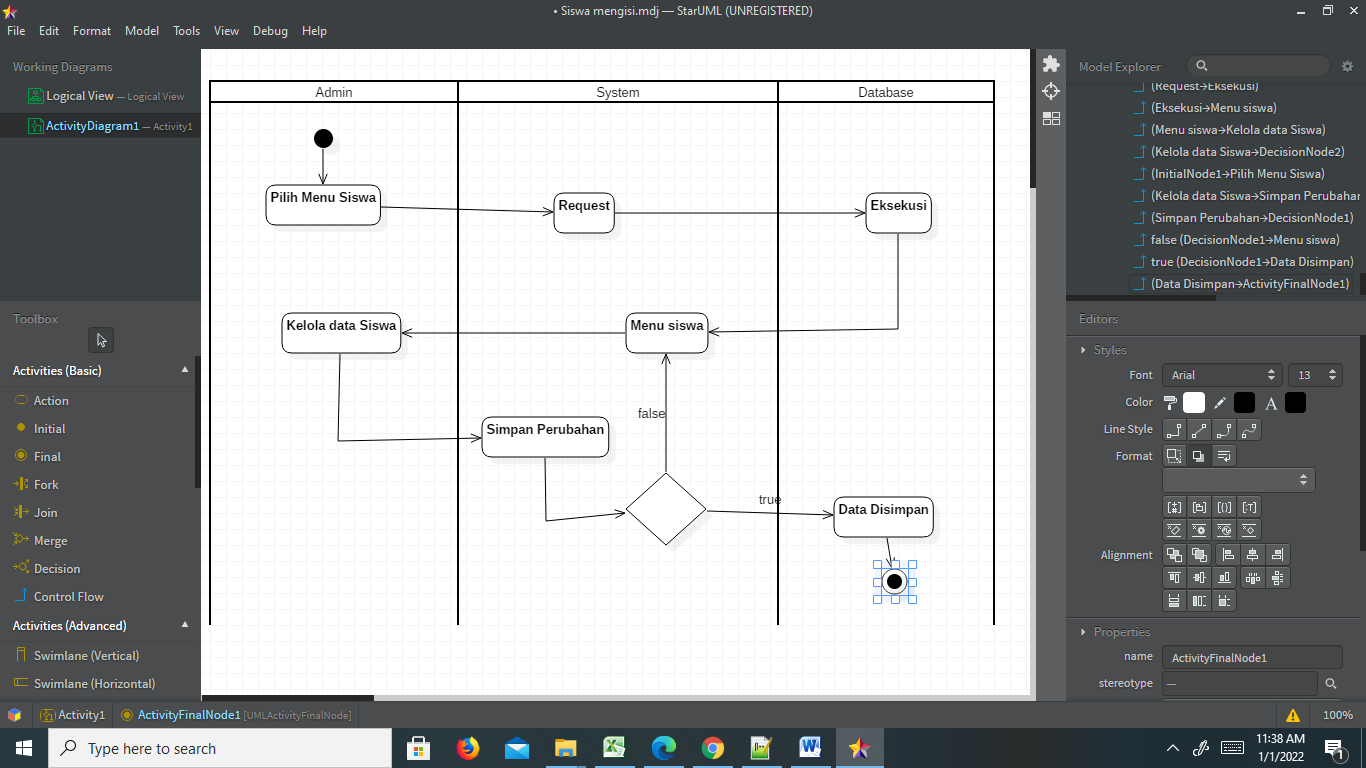 • Siswa mengisi.mdj — StarUML (UNREGISTERED)
File Edit Format Model Tools View Debug Help
Working Diagrams
Logical View — Logical View
ActivityDiagram1 — Activity1
Toolbox
Activities (Basic)
Action
Initial
Final
Fork
Join
Merge
Decision
Control Flow
Activities (Advanced)
Swimlane (Vertical)
Swimlane (Horizontal)
Admin System Database
Pilih Menu Siswa
Request
Eksekusi
Kelola data Siswa
Menu siswa
false
Simpan Perubahan
true
Data Disimpan
Model Explorer
(Request→Eksekusi)
(Eksekusi→Menu siswa)
(Menu siswa→Kelola data Siswa)
(Kelola data Siswa→DecisionNode2)
(InitialNode1→Pilih Menu Siswa)
(Kelola data Siswa→Simpan Perubahan
(Simpan Perubahan→DecisionNode1)
false (DecisionNode1→Menu siswa)
true (DecisionNode1→Data Disimpan)
(Data Disimpan→ActivityFinalNode1)
Editors
Styles
Font Arial 13
Color A
Line Style
Format
Alignment
Properties
name ActivityFinalNode1
stereotype —
Activity1 ActivityFinalNode1 [UMLActivityFinalNode] 100%
Type here to search
11:38 AM
1/1/2022
1